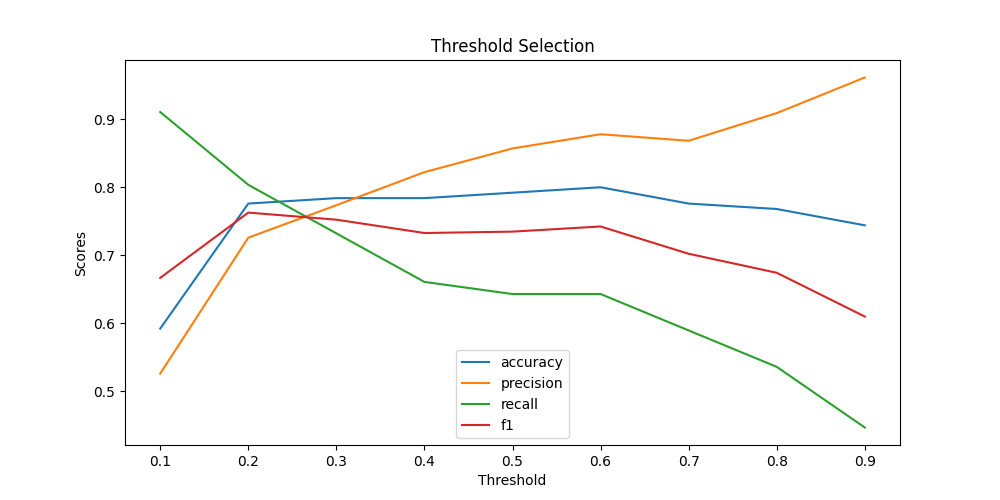 Threshold Selection
Scores
0.9
0.8
0.7
0.6
0.5
accuracy
precision
recall
f1
0.1 0.2 0.3 0.4 0.5 0.6 0.7 0.8 0.9
Threshold